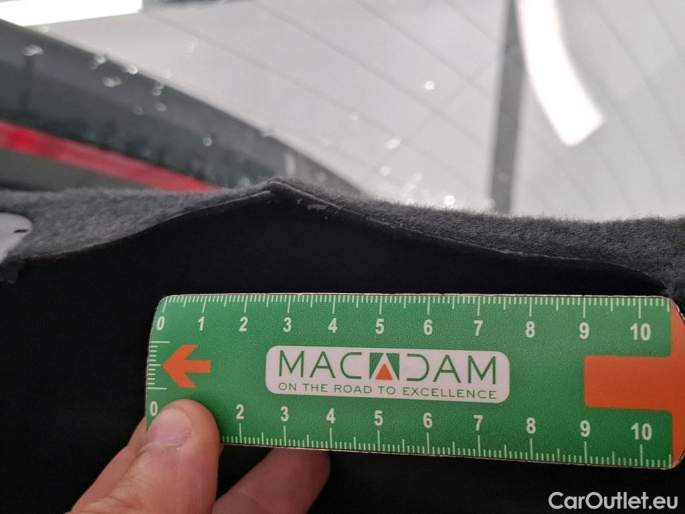 0 1 2 3 4 5 6 7 8 9 10
MACADAM
ON THE ROAD TO EXCELLENCE
0 2 3 4 5 6 7 8 9 10
CarOutlet.eu